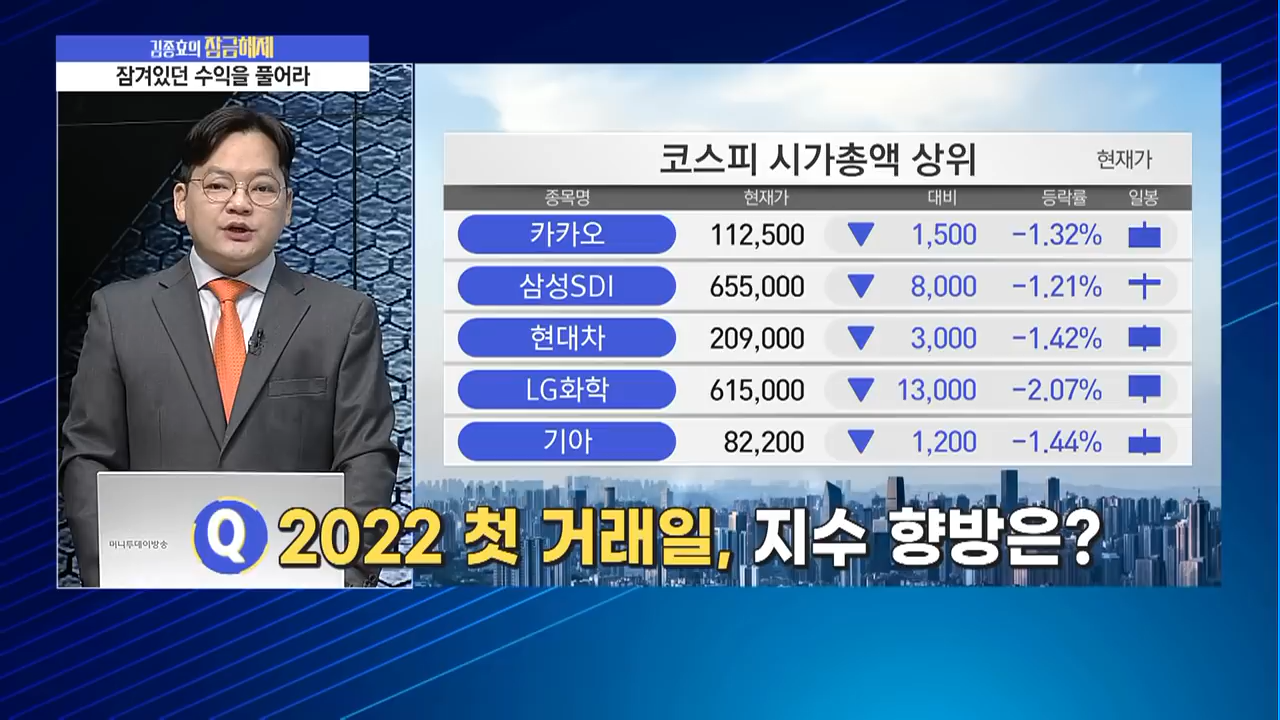 김종효의 잠금해제
잠겨있던 수익을 풀어라
코스피 시가총액 상위 현재가
종목명 현재가 대비 등락률 일봉
카카오 112,500 ▼ 1,500 -1.32%
삼성SDI 655,000 ▼ 8,000 -1.21%
현대차 209,000 ▼ 3,000 -1.42%
LG화학 615,000 ▼ 13,000 -2.07%
기아 82,200 ▼ 1,200 -1.44%
머니투데이방송
Q 2022 첫 거래일, 지수 향방은?